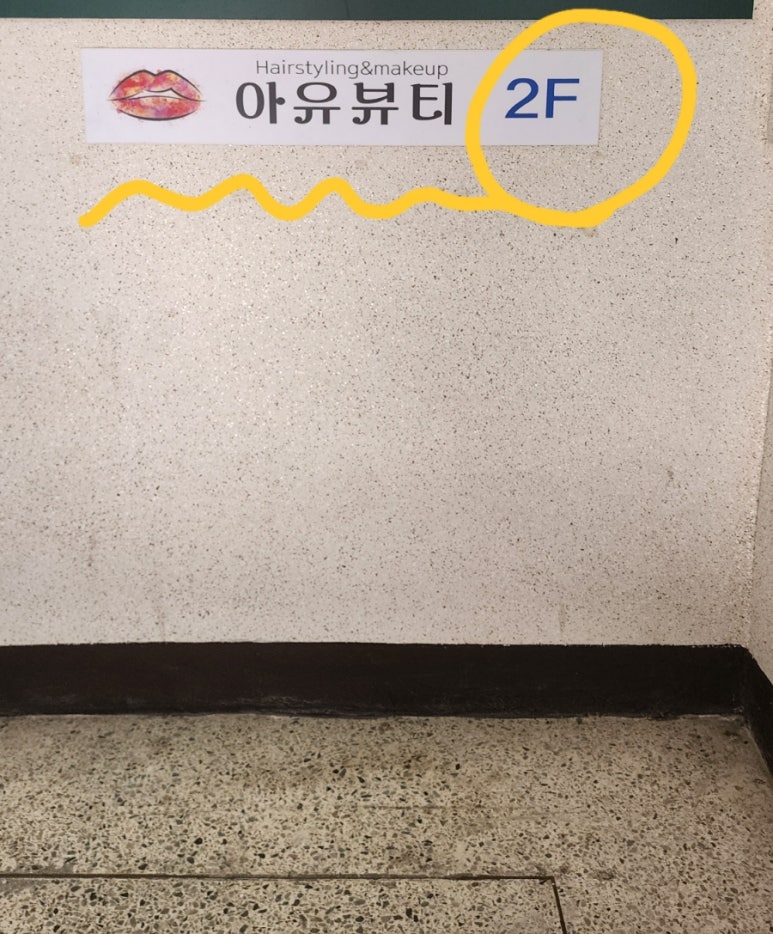 Hairstyling&makeup
아유뷰티 2F